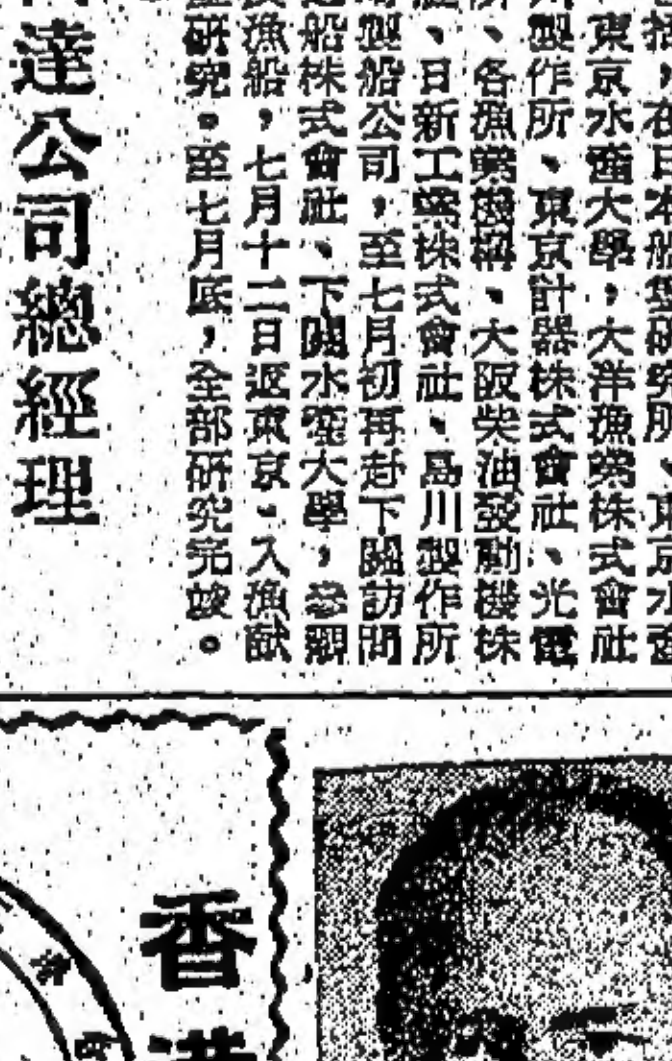 在日本船集研究所、東京水產
東京水產大學，大洋漁業株式會社
製作所、東京計器株式會社、光電
、各漁業機構、大阪柴油發動機株
、日新工業株式會社、島川製作所
製船公司，至七月初再赴下關訪問
船株式會社、下關水產大學，參觀
漁船，七月十二日返東京、入漁獻
研究。至七月底，全部研究完竣。
達公司總經理
香港